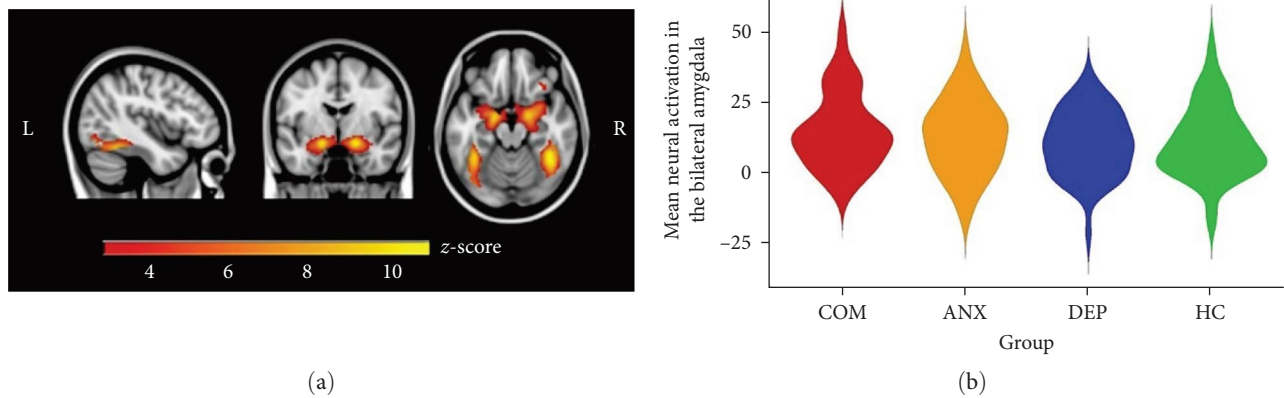 L
R
z-score
4 6 8 10
(a)
Mean neural activation in
the bilateral amygdala
50
25
0
−25
COM ANX DEP HC
Group
(b)